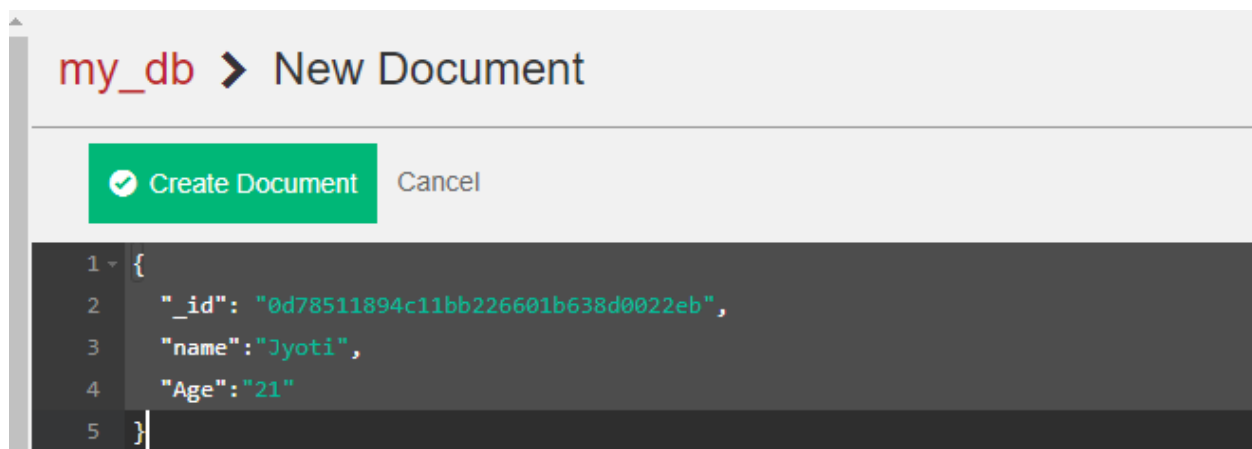 my_db > New Document
Create Document Cancel
1 {
2 "_id": "0d78511894c11bb226601b638d0022eb",
3 "name":"Jyoti",
4 "Age":"21"
5 }